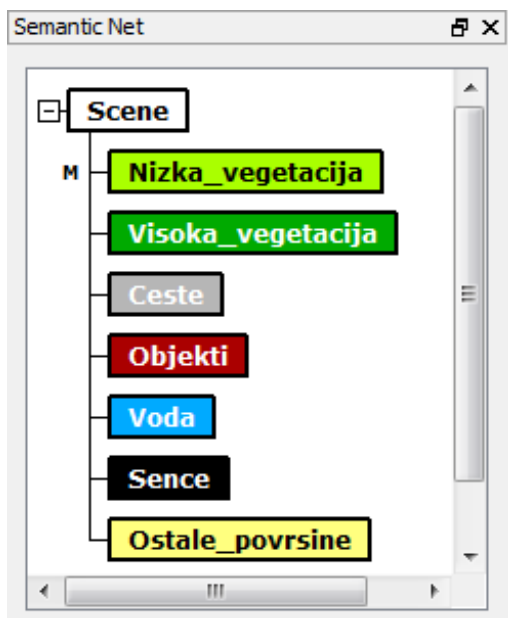 Semantic Net
Scene
M Nizka_vegetacija
Visoka_vegetacija
Ceste
Objekti
Voda
Sence
Ostale_povrsine